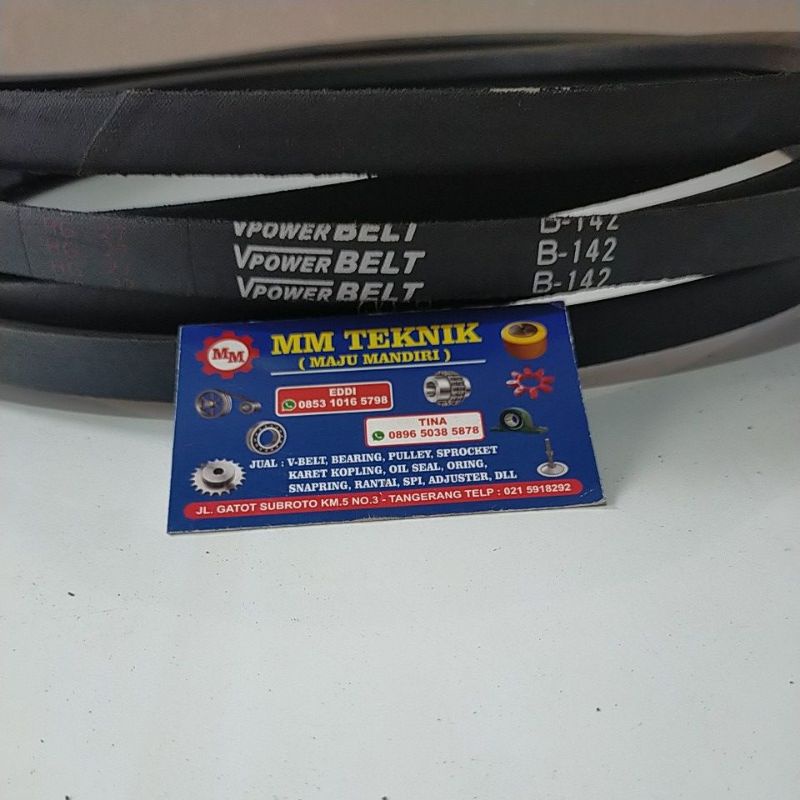 VPOWER BELT B-142
VPOWER BELT B-142
VPOWER BELT B-142
MM
MM TEKNIK
( MAJU MANDIRI )
EDDI
0853 1016 5798
TINA
0896 5038 5878
JUAL : V-BELT, BEARING, PULLEY, SPROCKET
KARET KOPLING, OIL SEAL, ORING,
SNAPRING, RANTAI, SPI, ADJUSTER, DLL
JL. GATOT SUBROTO KM.5 NO.3 - TANGERANG TELP : 021 5918292